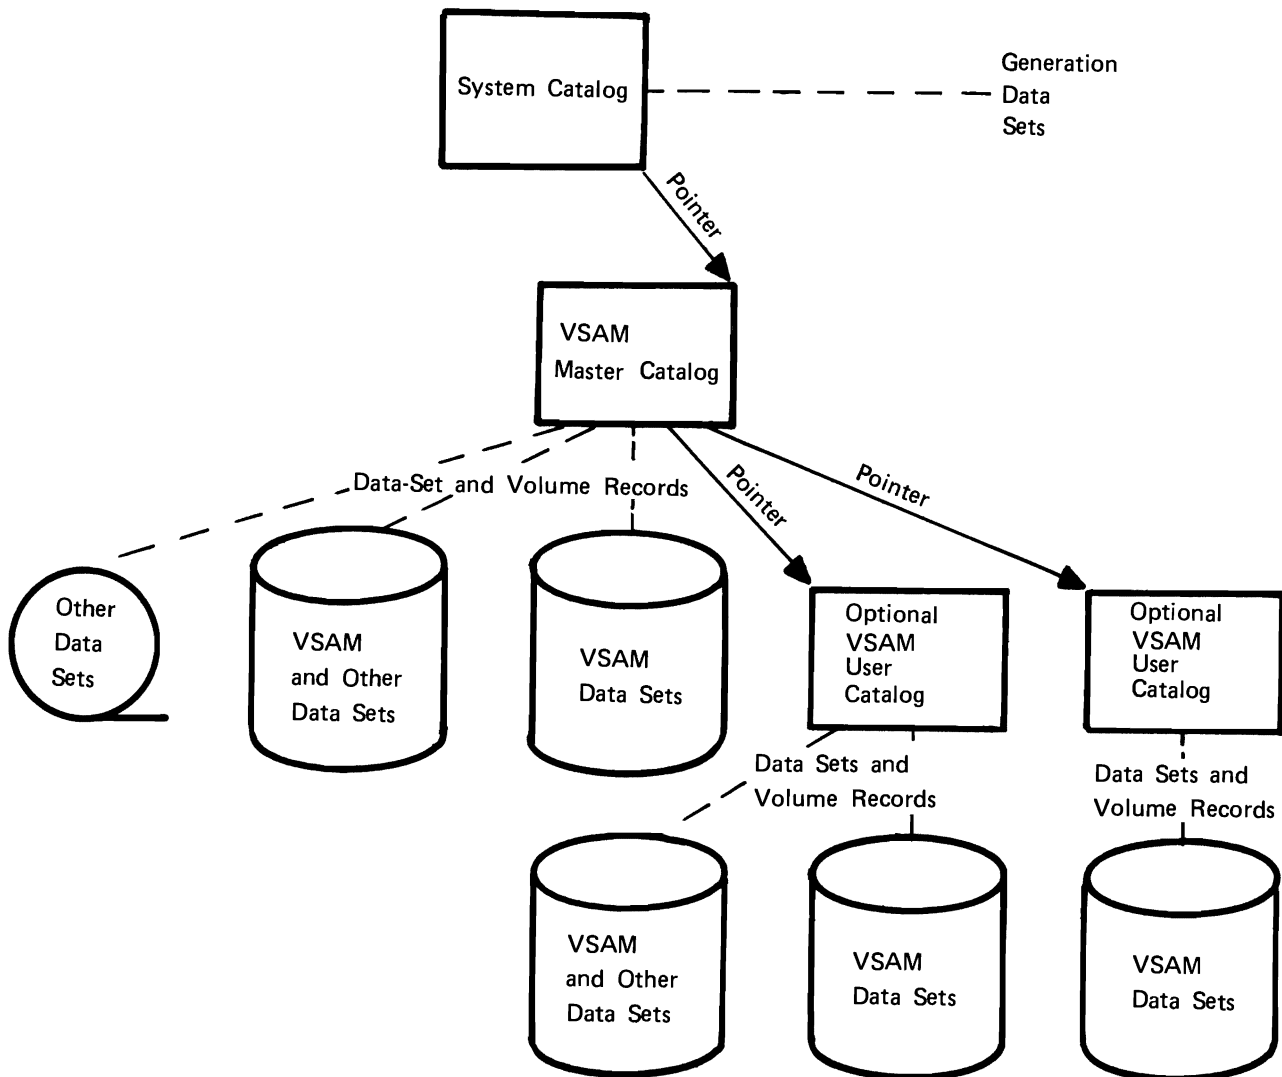 System Catalog
Generation
Data
Sets
Pointer
VSAM
Master Catalog
Data-Set and Volume Records
Pointer
Pointer
Other
Data
Sets
VSAM
and Other
Data Sets
VSAM
Data Sets
Optional
VSAM
User
Catalog
Optional
VSAM
User
Catalog
Data Sets and
Volume Records
Data Sets and
Volume Records
VSAM
and Other
Data Sets
VSAM
Data Sets
VSAM
Data Sets